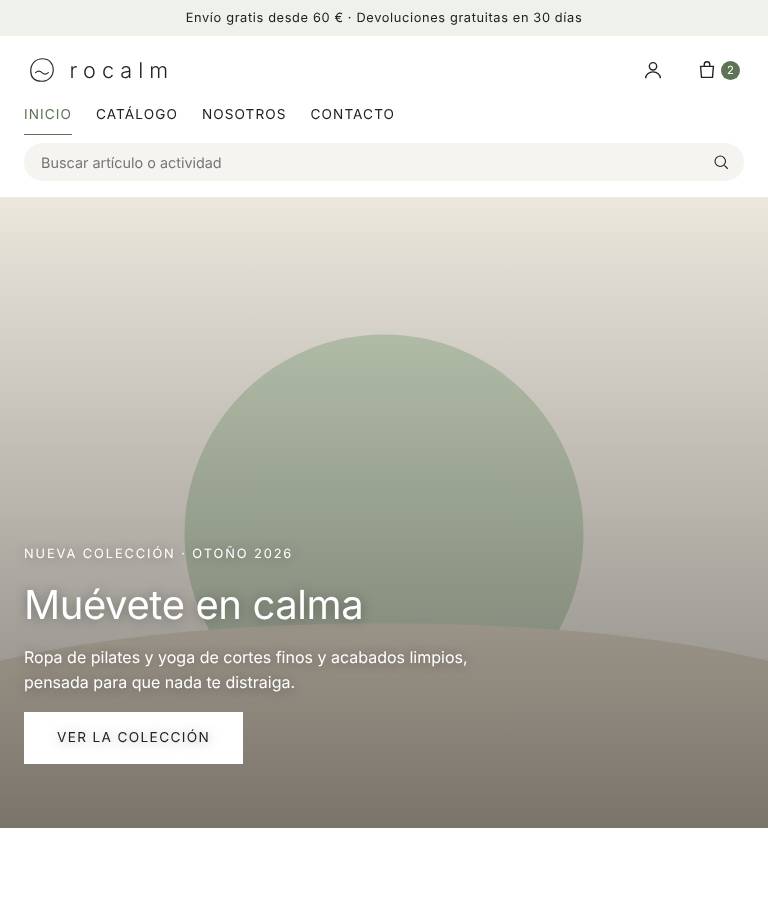 Envío gratis desde 60 € · Devoluciones gratuitas en 30 días
rocalm
2
INICIO CATÁLOGO NOSOTROS CONTACTO
Buscar artículo o actividad
NUEVA COLECCIÓN · OTOÑO 2026
Muévete en calma
Ropa de pilates y yoga de cortes finos y acabados limpios,
pensada para que nada te distraiga.
VER LA COLECCIÓN